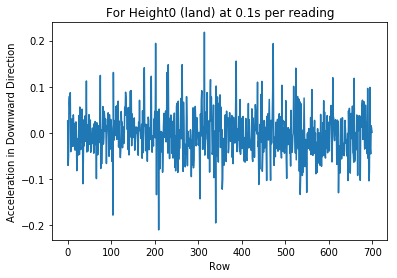 For Height0 (land) at 0.1s per reading
Acceleration in Downward Direction
0.2
0.1
0.0
−0.1
−0.2
0 100 200 300 400 500 600 700
Row